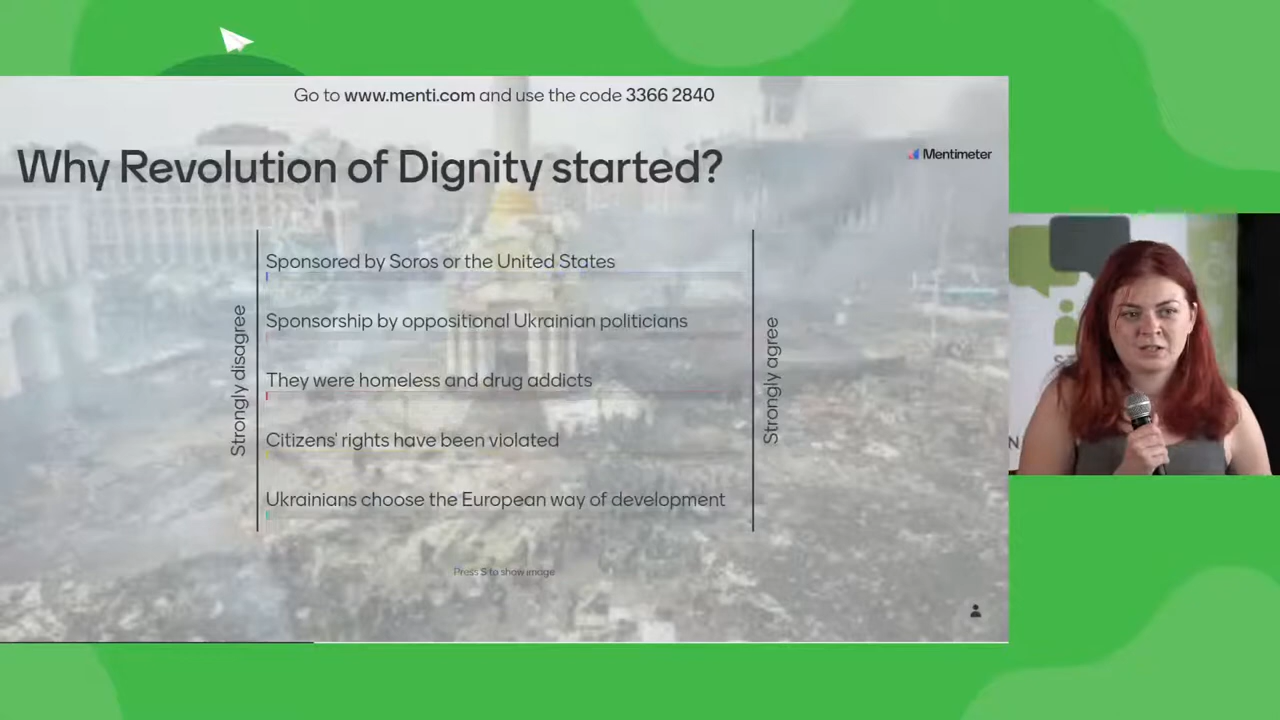 Go to www.menti.com and use the code 3366 2840
Why Revolution of Dignity started?
Mentimeter
Strongly disagree
Sponsored by Soros or the United States
Sponsorship by oppositional Ukrainian politicians
They were homeless and drug addicts
Citizens' rights have been violated
Ukrainians choose the European way of development
Strongly agree
Press S to show image